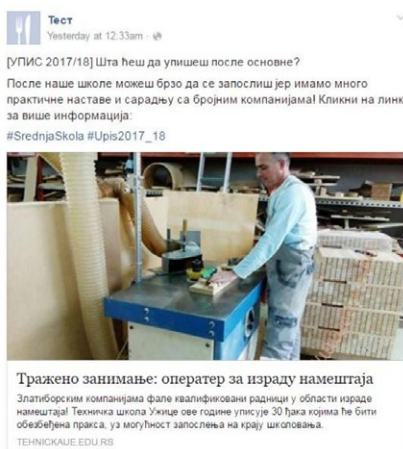 Тест
Yesterday at 12:33am ·
[УПИС 2017/18] Шта ћеш да упишеш после основне?
После наше школе можеш брзо да се запослиш јер имамо много
практичне наставе и сарадњу са бројним компанијама! Кликни на линк
за више информација:
#SrednjaSkola #Upis2017_18
Тражено занимање: оператер за израду намештаја
Златиборским компанијама фале квалификовани радници у области израде
намештаја! Техничка школа Ужице ове године уписује 30 ђака којима ће бити
обезбеђена пракса, уз могућност запослења на крају школовања.
TEHNICKAUE.EDU.RS